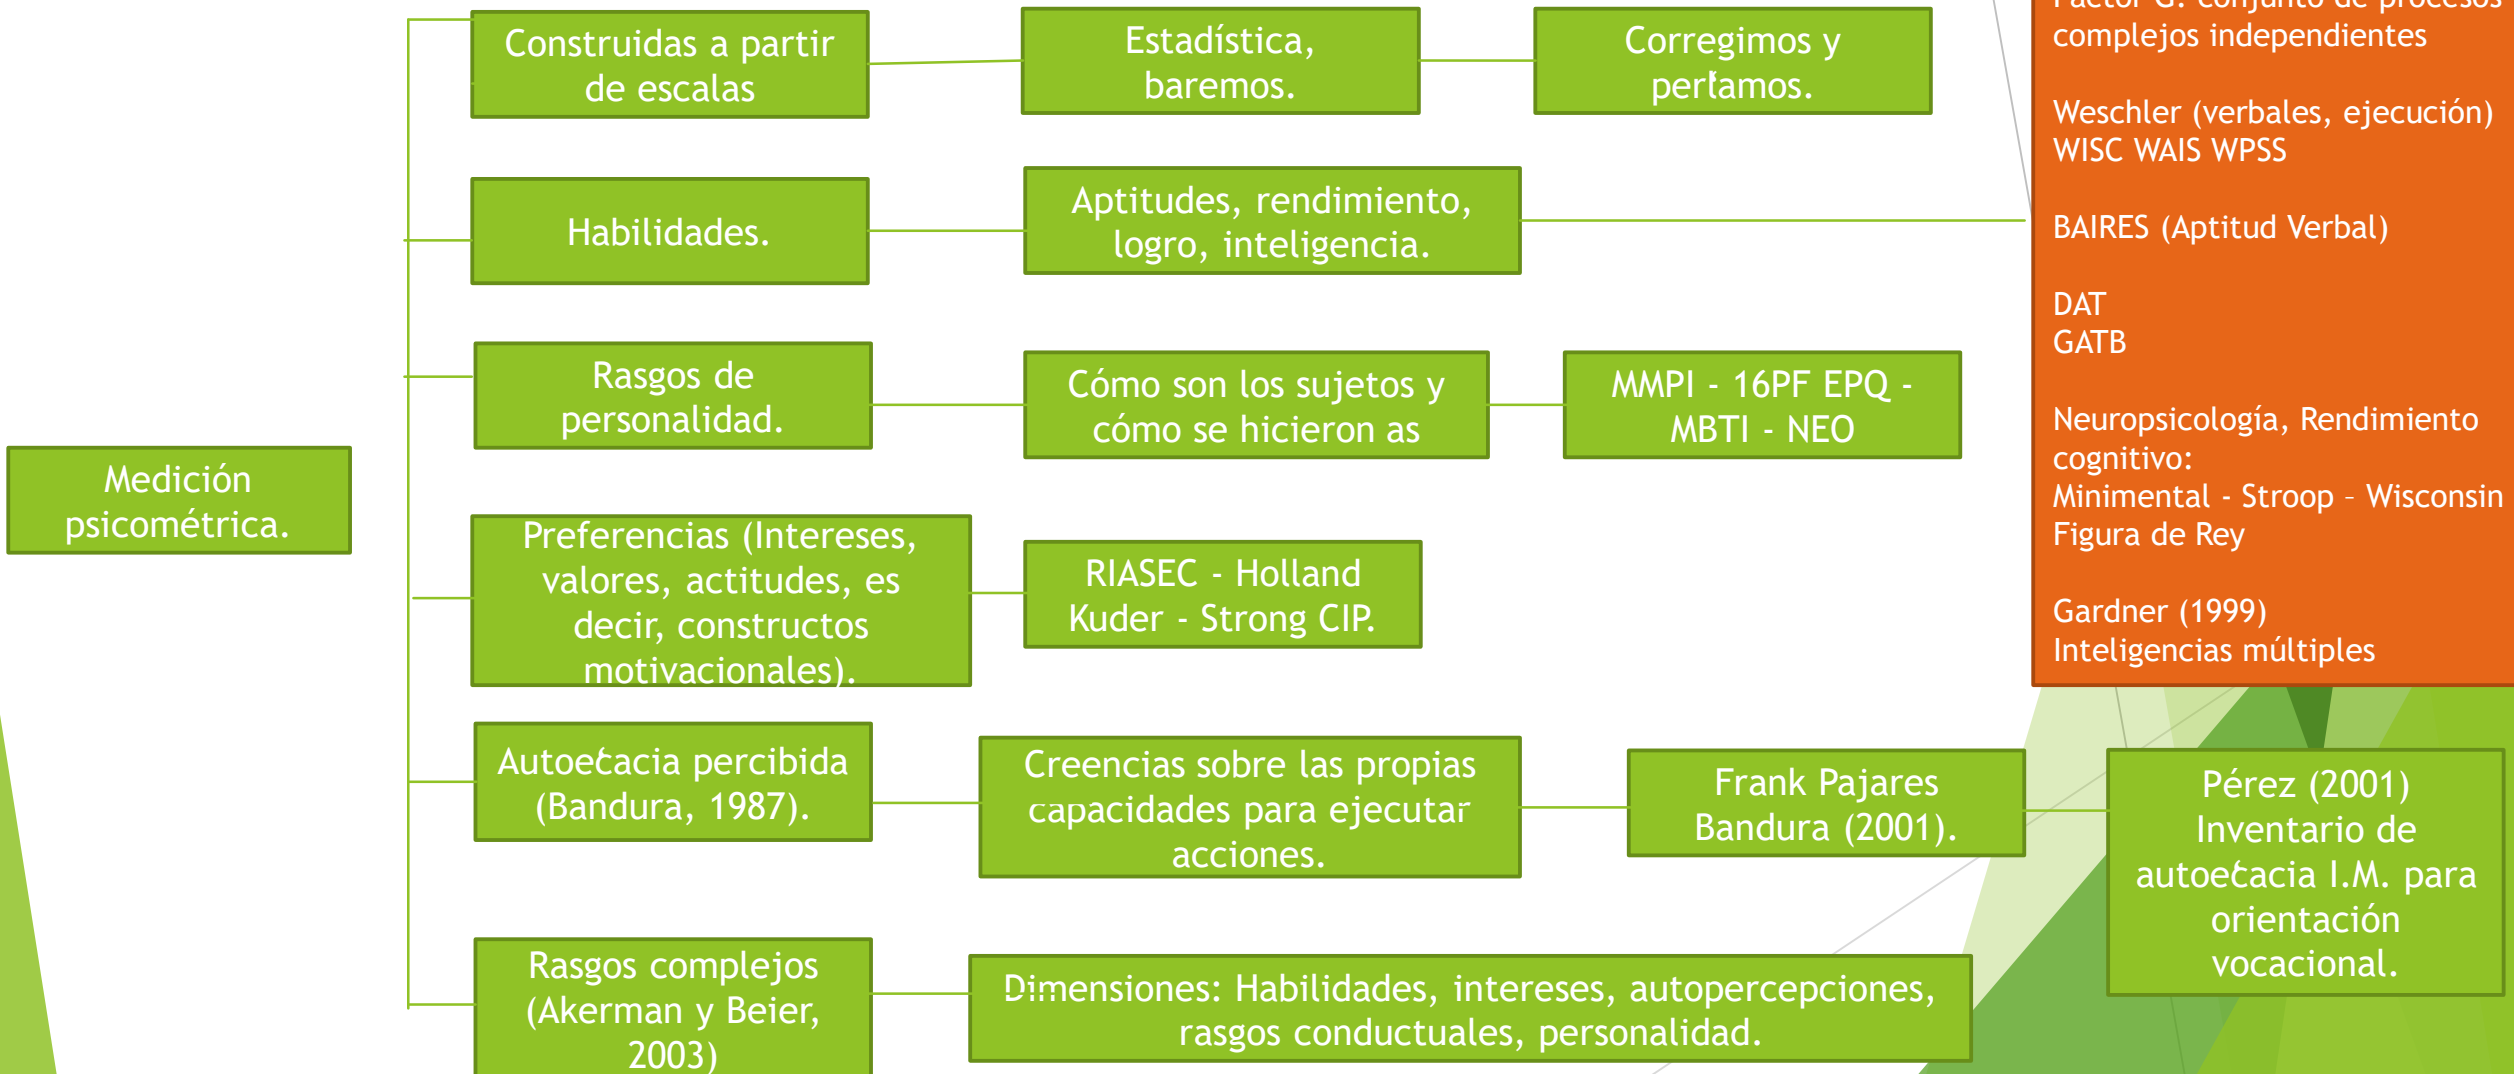 Construidas a partir
de escalas
Estadística,
baremos.
Corregimos y
Factor G: conjunto de procesos
complejos independientes
Weschler (verbales, ejecución)
WISC WAIS WPSS
BAIRES (Aptitud Verbal)
DAT
GATB
Neuropsicología, Rendimiento
cognitivo:
Minimental - Stroop – Wisconsin
Figura de Rey
Gardner (1999)
Inteligencias múltiples
Habilidades.
Aptitudes, rendimiento,
logro, inteligencia.
Rasgos de
personalidad.
Cómo son los sujetos y
cómo se hicieron as
MMPI - 16PF EPQ -
MBTI - NEO
Medición
psicométrica.
Preferencias (Intereses,
valores, actitudes, es
decir, constructos
motivacionales).
RIASEC - Holland
Kuder - Strong CIP.
percibida
(Bandura, 1987).
Creencias sobre las propias
capacidades para ejecutar
acciones.
Frank Pajares
Bandura (2001).
Pérez (2001)
Inventario de
I.M. para
orientación
vocacional.
Rasgos complejos
(Akerman y Beier,
2003)
Dimensiones: Habilidades, intereses, autopercepciones,
rasgos conductuales, personalidad.